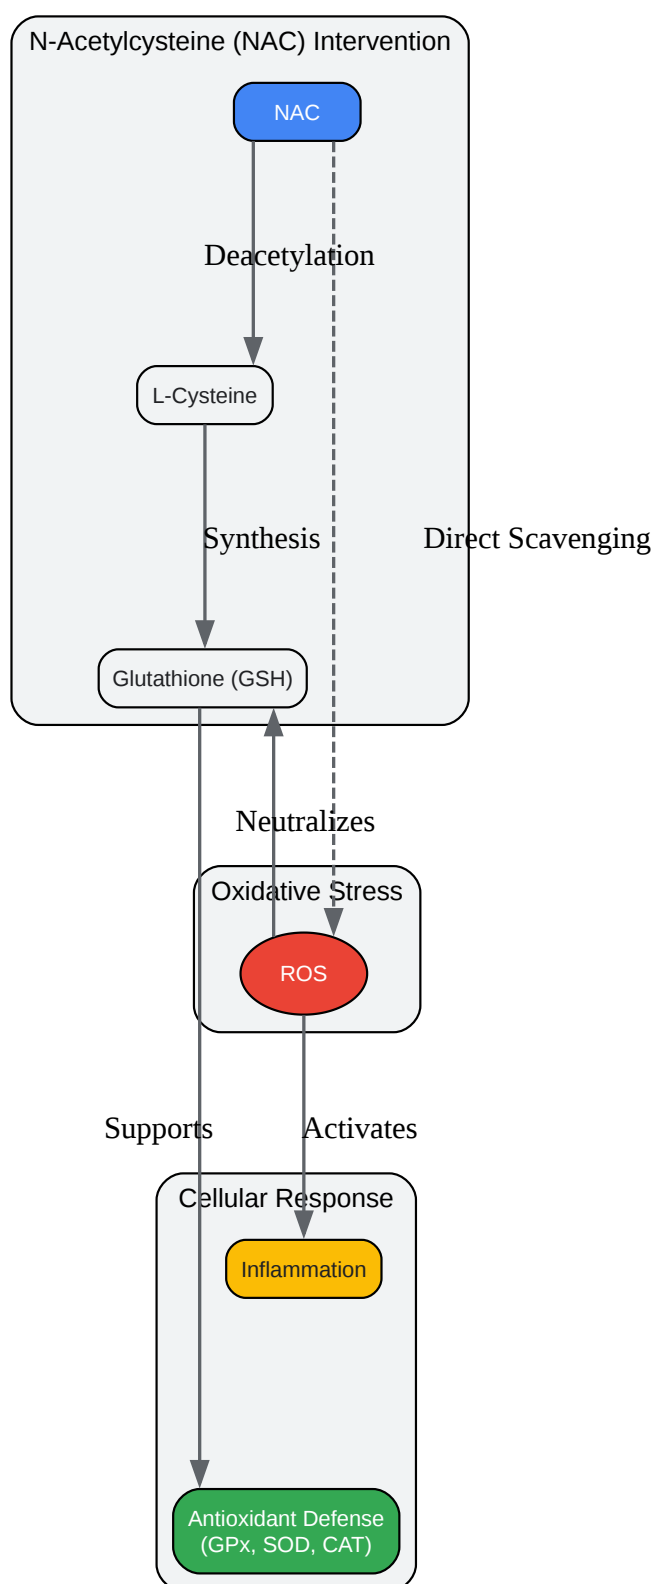 N-Acetylcysteine (NAC) Intervention
NAC
Deacetylation
L-Cysteine
Synthesis
Direct Scavenging
Glutathione (GSH)
Neutralizes
Oxidative Stress
ROS
Supports
Activates
Cellular Response
Inflammation
Antioxidant Defense
(GPx, SOD, CAT)